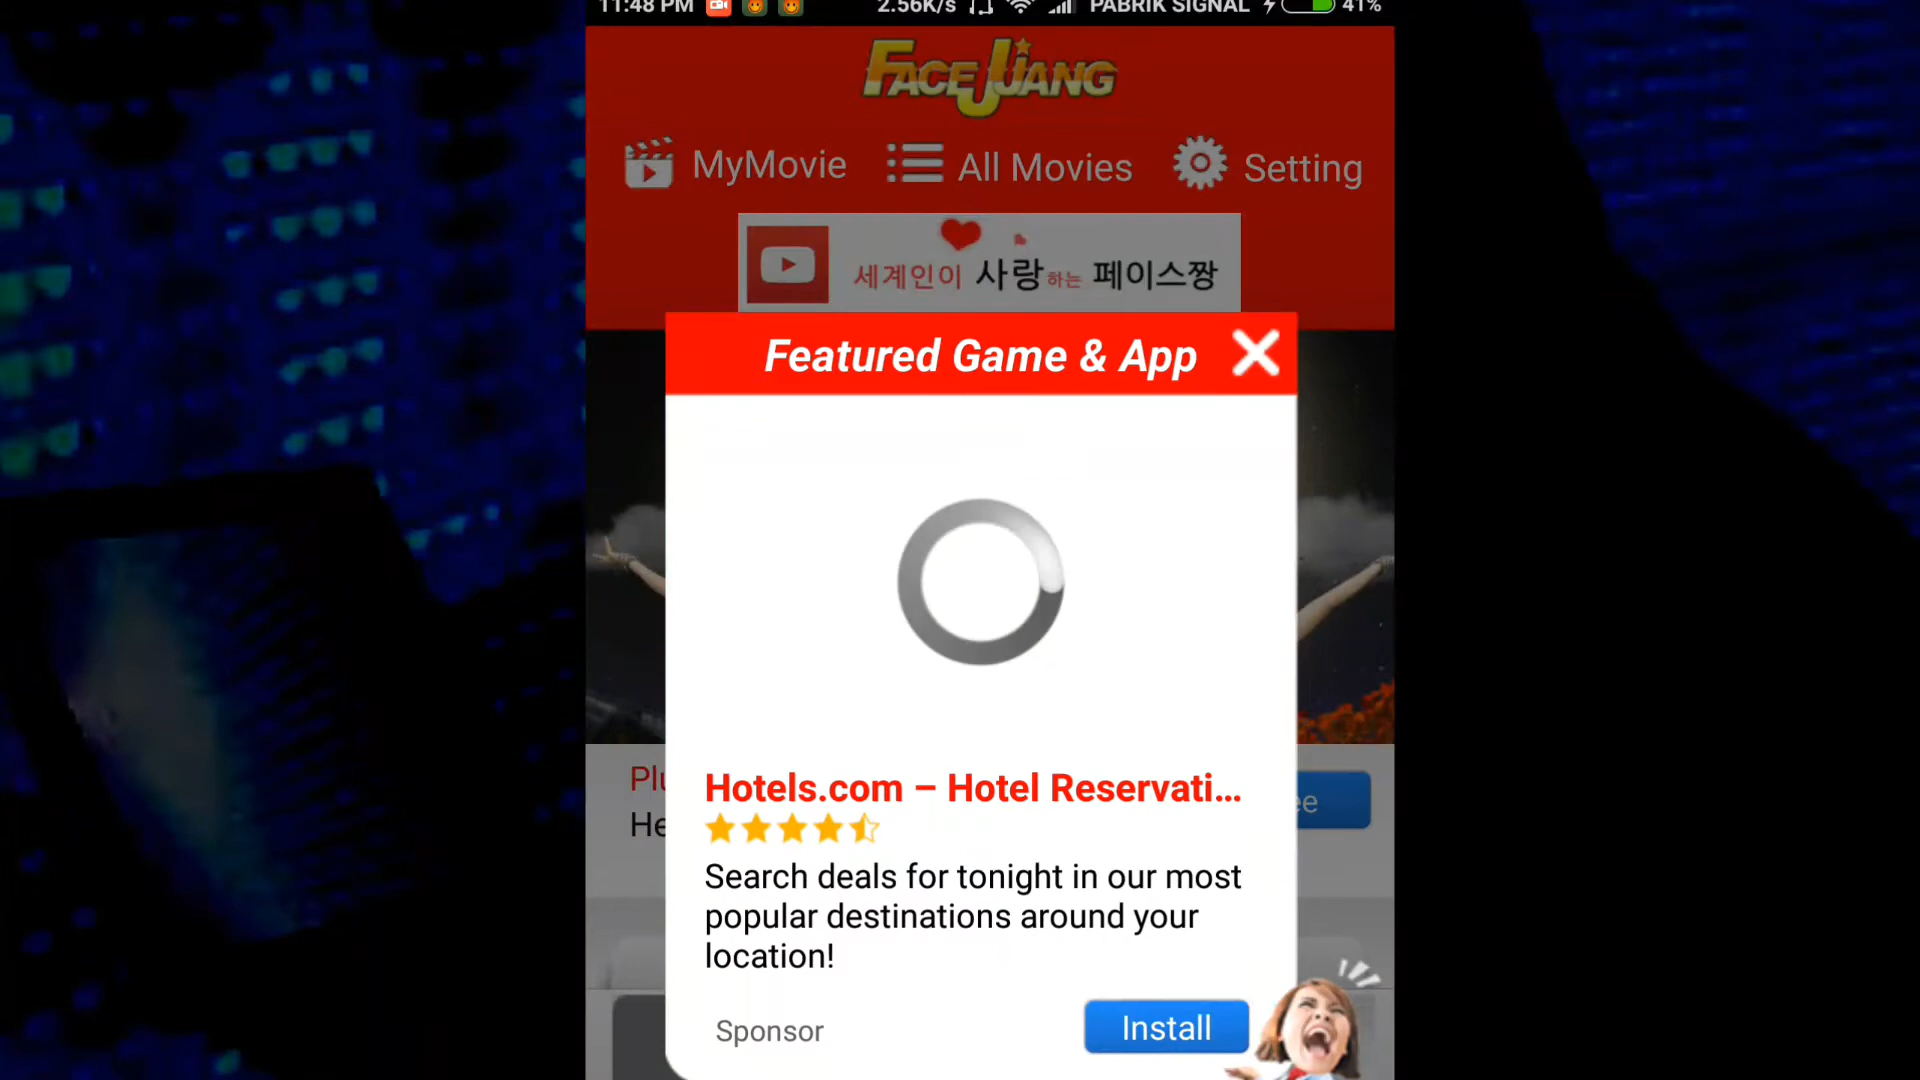 11:48 PM 2.56K/s PABRIK SIGNAL 41%
FACEJJANG
MyMovie All Movies Setting
세계인이 사랑하는 페이스짱
Featured Game & App
Hotels.com – Hotel Reservati...
Search deals for tonight in our most
popular destinations around your
location!
Sponsor Install